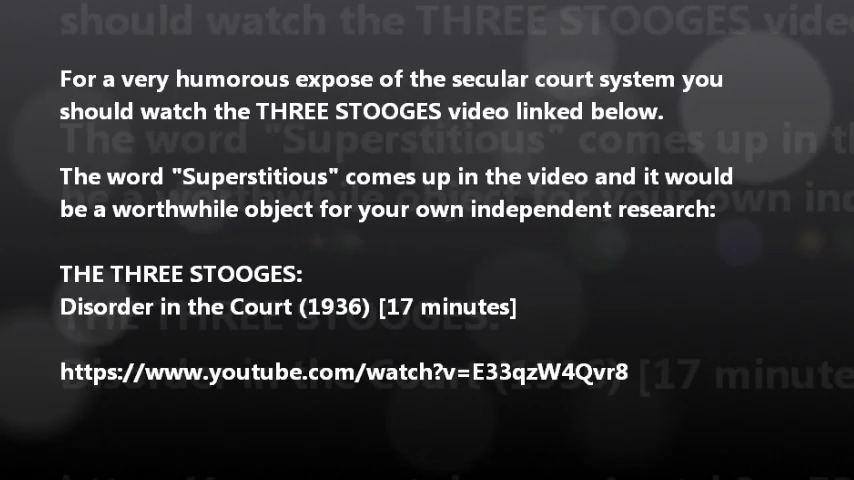 For a very humorous expose of the secular court system you
should watch the THREE STOOGES video linked below.
The word "Superstitious" comes up in the video and it would
be a worthwhile object for your own independent research:
THE THREE STOOGES:
Disorder in the Court (1936) [17 minutes]
https://www.youtube.com/watch?v=E33qzW4Qvr8